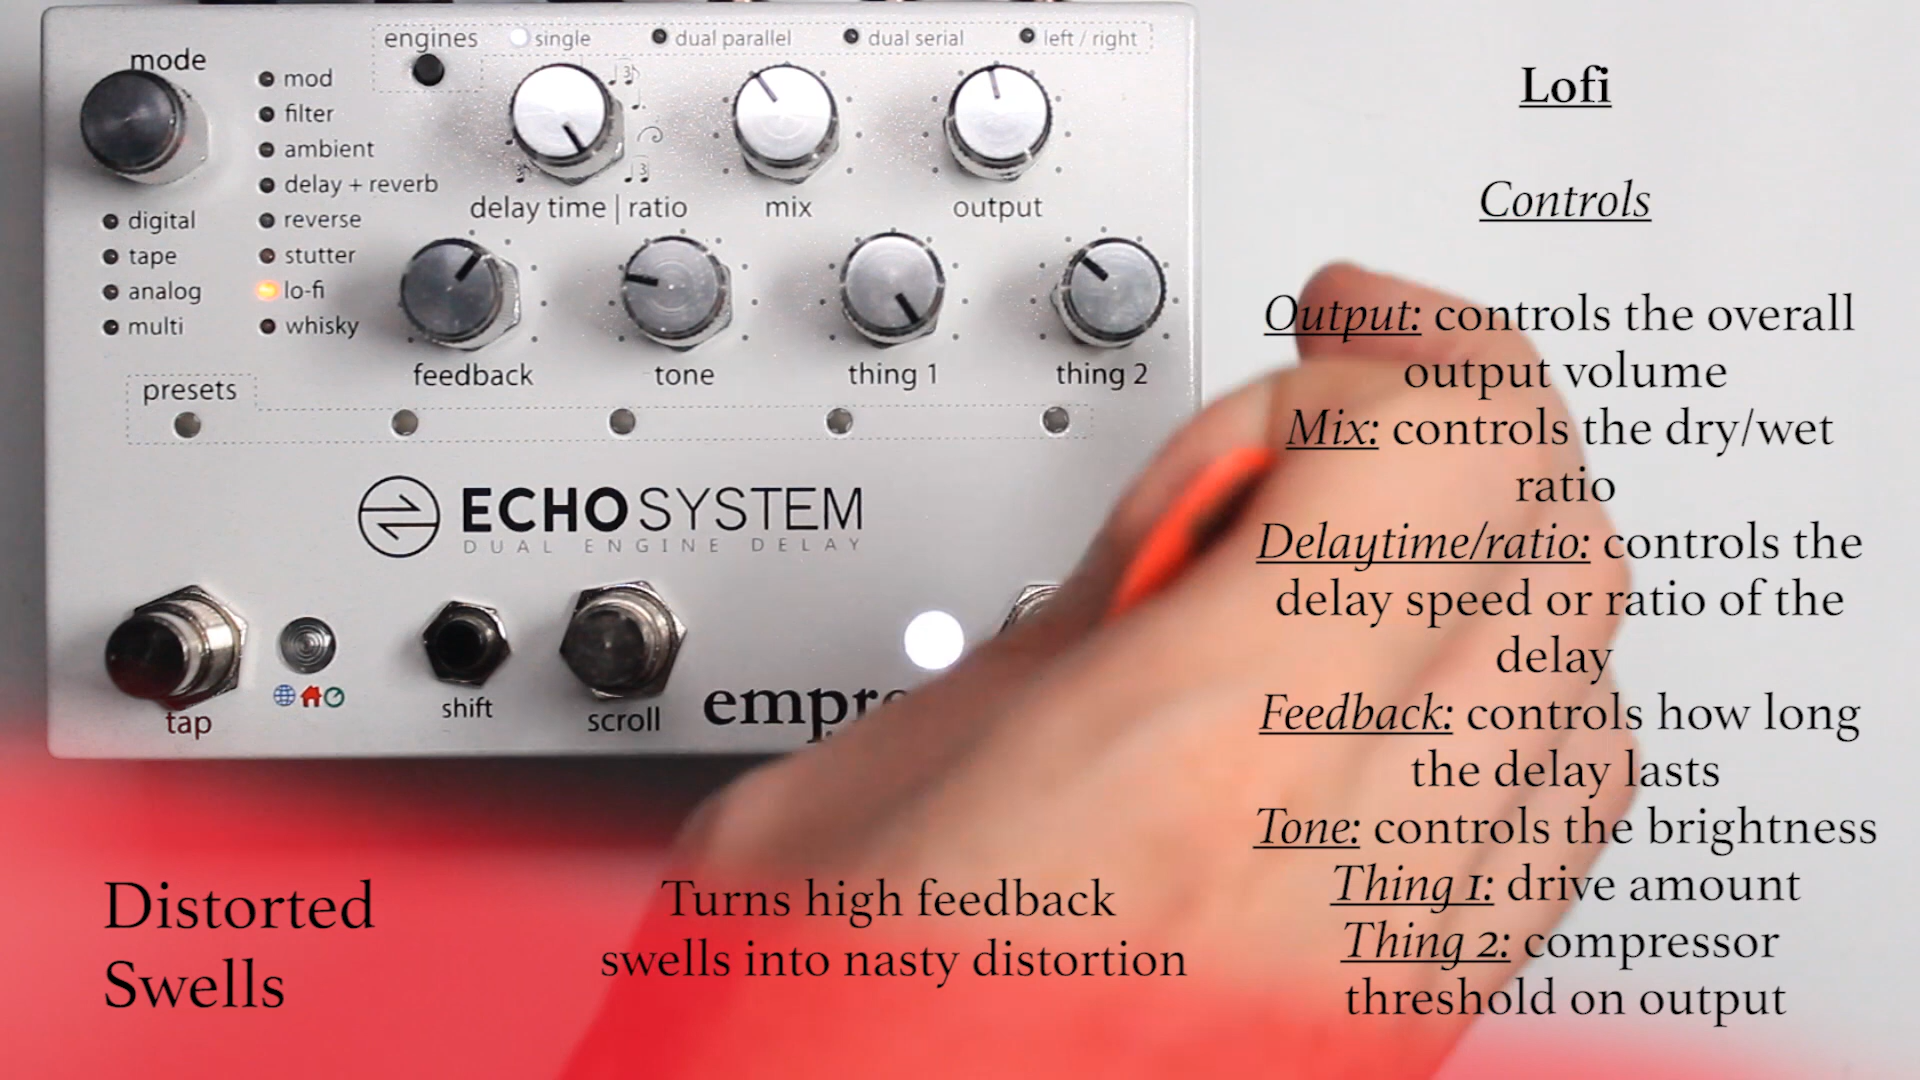 mode
engines
single
dual parallel
dual serial
left / right
mod
filter
ambient
delay + reverb
reverse
stutter
lo-fi
whisky
digital
tape
analog
multi
delay time | ratio
mix
output
feedback
tone
thing 1
thing 2
presets
ECHOSYSTEM
DUAL ENGINE DELAY
tap
shift
scroll
Lofi
Controls
Output: controls the overall
output volume
Mix: controls the dry/wet
ratio
Delaytime/ratio: controls the
delay speed or ratio of the
delay
Feedback: controls how long
the delay lasts
Tone: controls the brightness
Thing 1: drive amount
Thing 2: compressor
threshold on output
Distorted
Swells
Turns high feedback
swells into nasty distortion